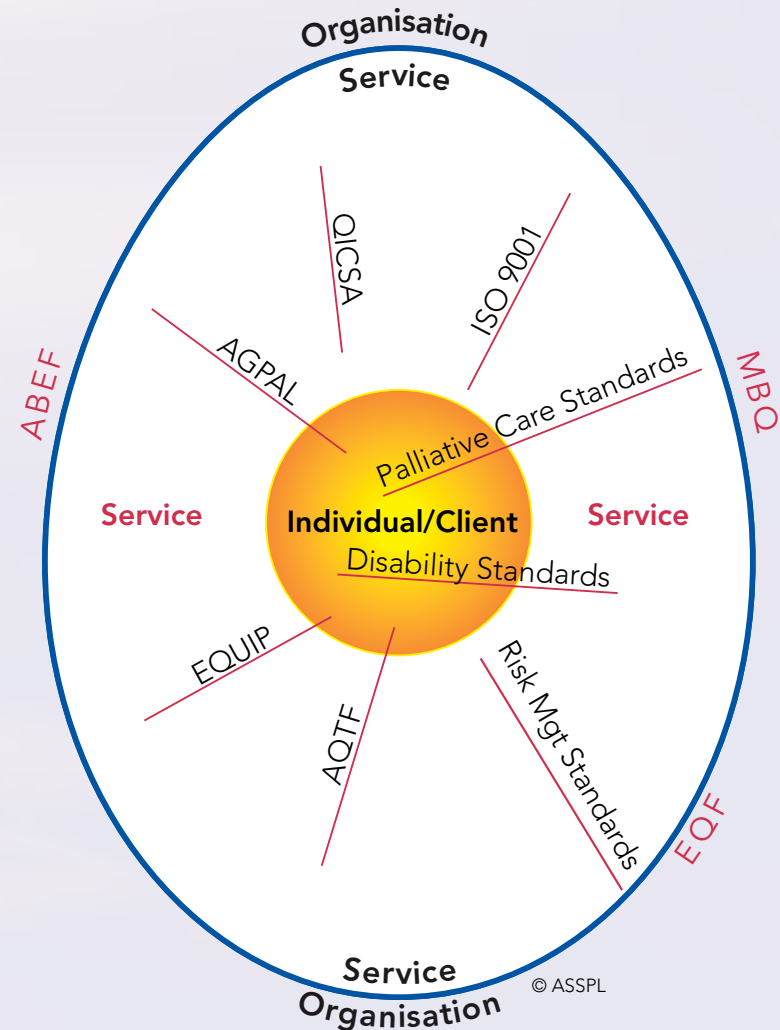 Organisation
Service
QICSA
ISO 9001
AGPAL
ABEF
MBQ
Palliative Care Standards
Service
Individual/Client
Service
Disability Standards
EQUIP
AQTF
Risk Mgt Standards
EQF
Service
© ASSPL
Organisation